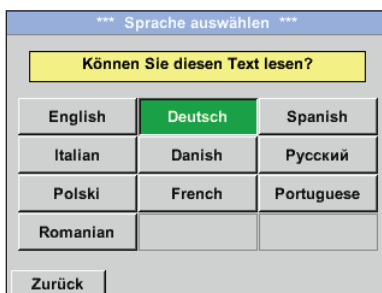 *** Sprache auswählen ***
Können Sie diesen Text lesen?
English Deutsch Spanish
Italian Danish Русский
Polski French Portuguese
Romanian
Zurück